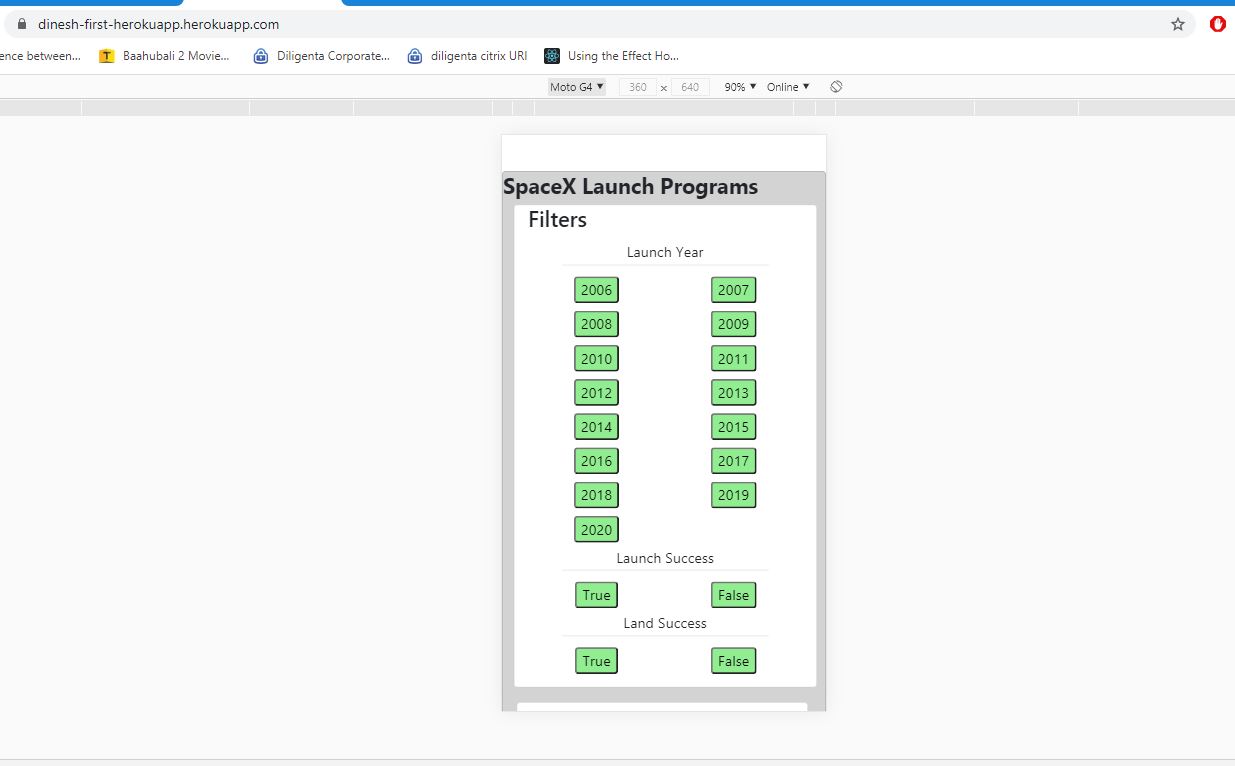 dinesh-first-herokuapp.herokuapp.com
ence between... T Baahubali 2 Movie... Diligenta Corporate... diligenta citrix URI Using the Effect Ho...
Moto G4 ▼ 360 x 640 90% ▼ Online ▼
SpaceX Launch Programs
Filters
Launch Year
2006 2007
2008 2009
2010 2011
2012 2013
2014 2015
2016 2017
2018 2019
2020
Launch Success
True False
Land Success
True False